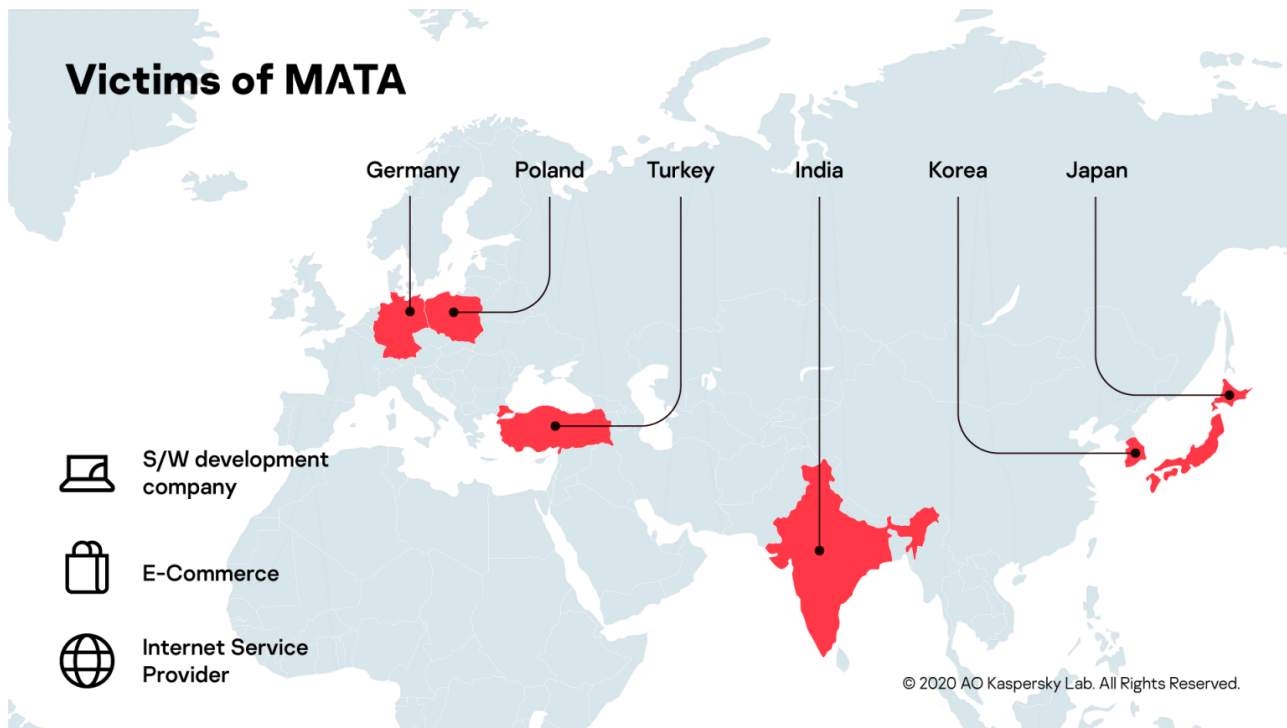 Victims of MATA
Germany
Poland
Turkey
India
Korea
Japan
S/W development
company
E-Commerce
Internet Service
Provider
© 2020 AO Kaspersky Lab. All Rights Reserved.